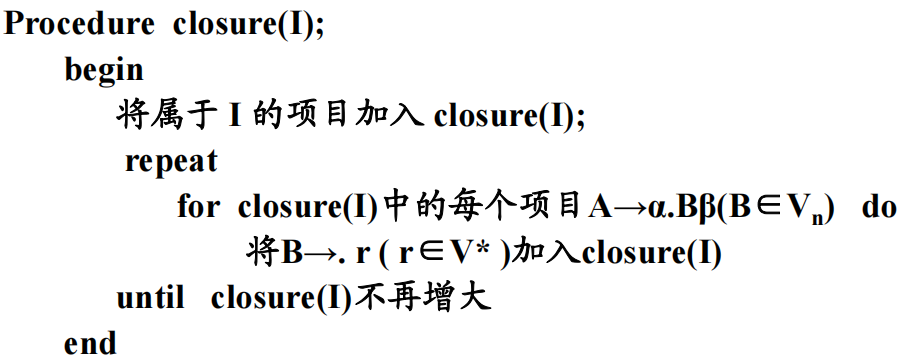 Procedure closure(I);
begin
将属于 I 的项目加入 closure(I);
repeat
for closure(I)中的每个项目A→α.Bβ(B∈Vn) do
将B→. r ( r∈V* )加入closure(I)
until closure(I)不再增大
end